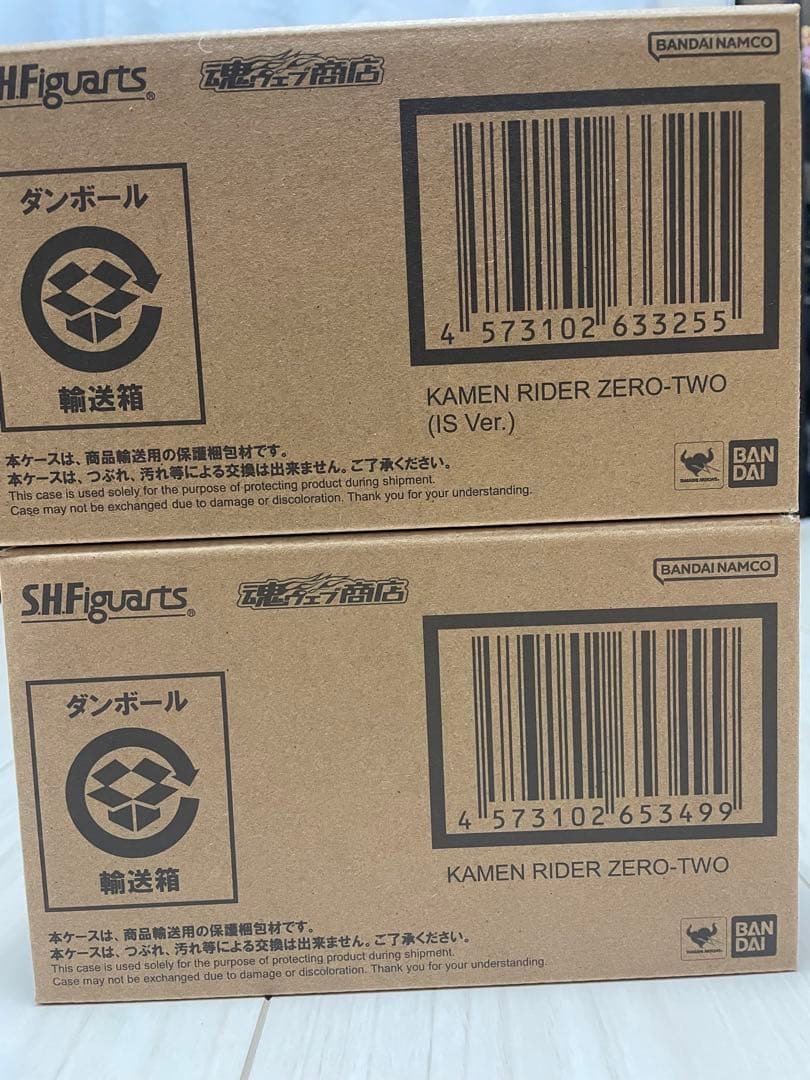 H.Figuarts®
魂ウェブ商店
BANDAI NAMCO
ダンボール
輸送箱
4 573102 633255
KAMEN RIDER ZERO-TWO
(IS Ver.)
本ケースは、商品輸送用の保護梱包材です。
本ケースは、つぶれ、汚れ等による交換は出来ません。ご了承ください。
This case is used solely for the purpose of protecting product during shipment.
Case may not be exchanged due to damage or discoloration. Thank you for your understanding.
BAN
DAI
S.H.Figuarts®
魂ウェブ商店
BANDAI NAMCO
ダンボール
輸送箱
4 573102 653499
KAMEN RIDER ZERO-TWO
本ケースは、商品輸送用の保護梱包材です。
本ケースは、つぶれ、汚れ等による交換は出来ません。ご了承ください。
This case is used solely for the purpose of protecting product during shipment.
Case may not be exchanged due to damage or discoloration. Thank you for your understanding.
BAN
DAI